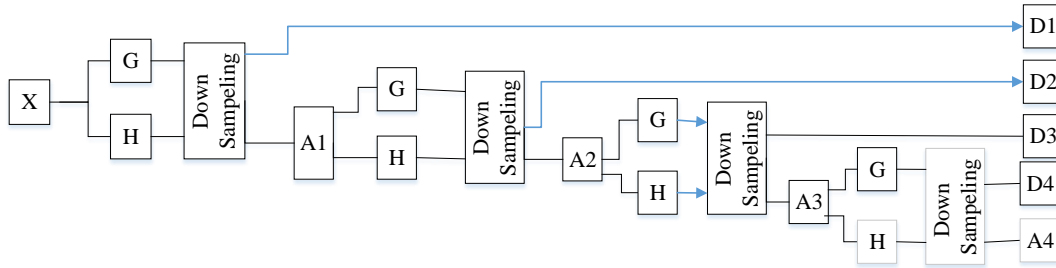 X
G
H
Down
Sampeling
D1
A1
G
H
Down
Sampeling
D2
A2
G
H
Down
Sampeling
D3
A3
G
H
Down
Sampeling
D4
A4